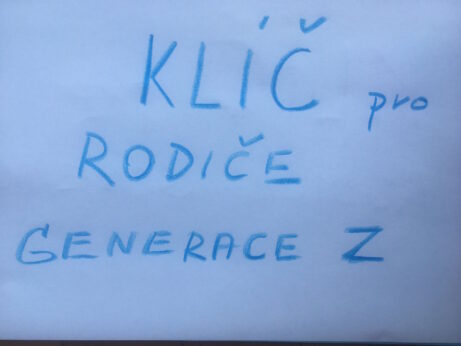 KLÍČ pro
RODIČE
GENERACE Z